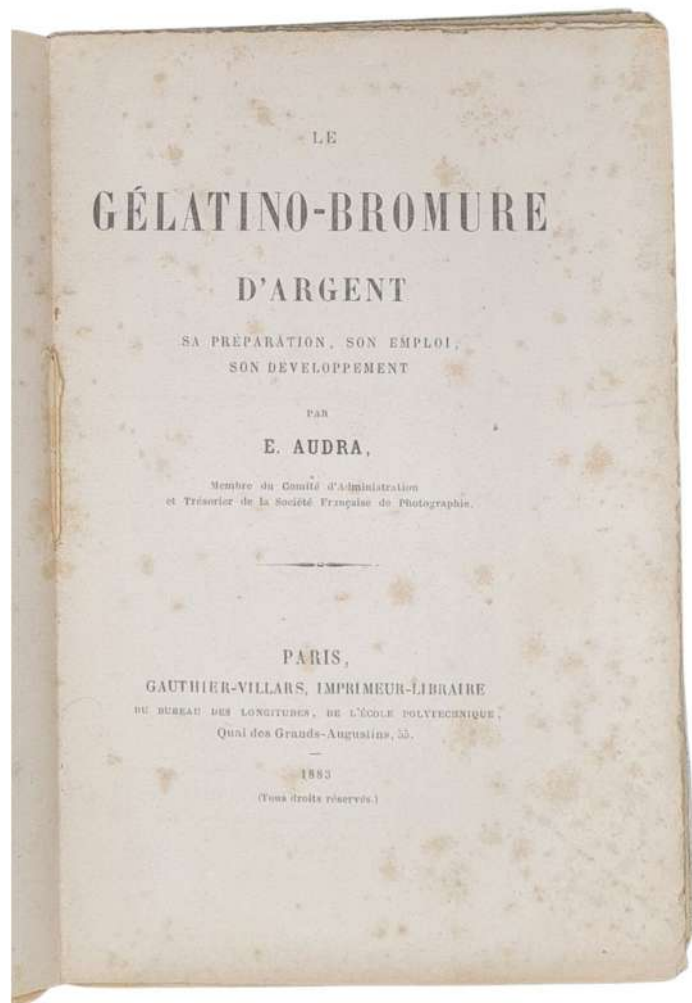 LE
GÉLATINO-BROMURE
D'ARGENT
SA PRÉPARATION, SON EMPLOI,
SON DÉVELOPPEMENT
PAR
E. AUDRA,
Membre du Comité d'Administration
et Trésorier de la Société Française de Photographie.
PARIS,
GAUTHIER-VILLARS, IMPRIMEUR-LIBRAIRE
DU BUREAU DES LONGITUDES, DE L'ÉCOLE POLYTECHNIQUE,
Quai des Grands-Augustins, 55.
1883
(Tous droits réservés.)